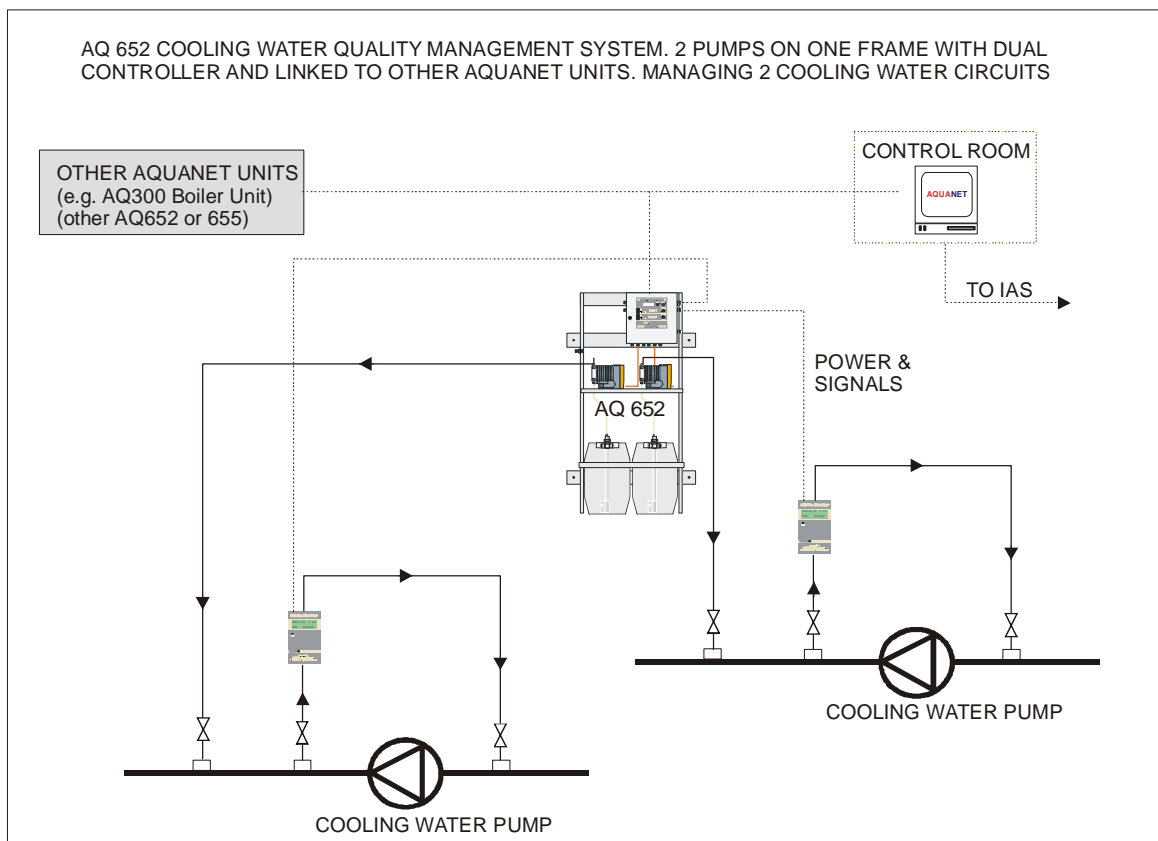 AQ 652 COOLING WATER QUALITY MANAGEMENT SYSTEM. 2 PUMPS ON ONE FRAME WITH DUAL
CONTROLLER AND LINKED TO OTHER AQUANET UNITS. MANAGING 2 COOLING WATER CIRCUITS
OTHER AQUANET UNITS
(e.g. AQ300 Boiler Unit)
(other AQ652 or 655)
CONTROL ROOM
AQUANET
TO IAS
POWER &
SIGNALS
AQ 652
COOLING WATER PUMP
COOLING WATER PUMP